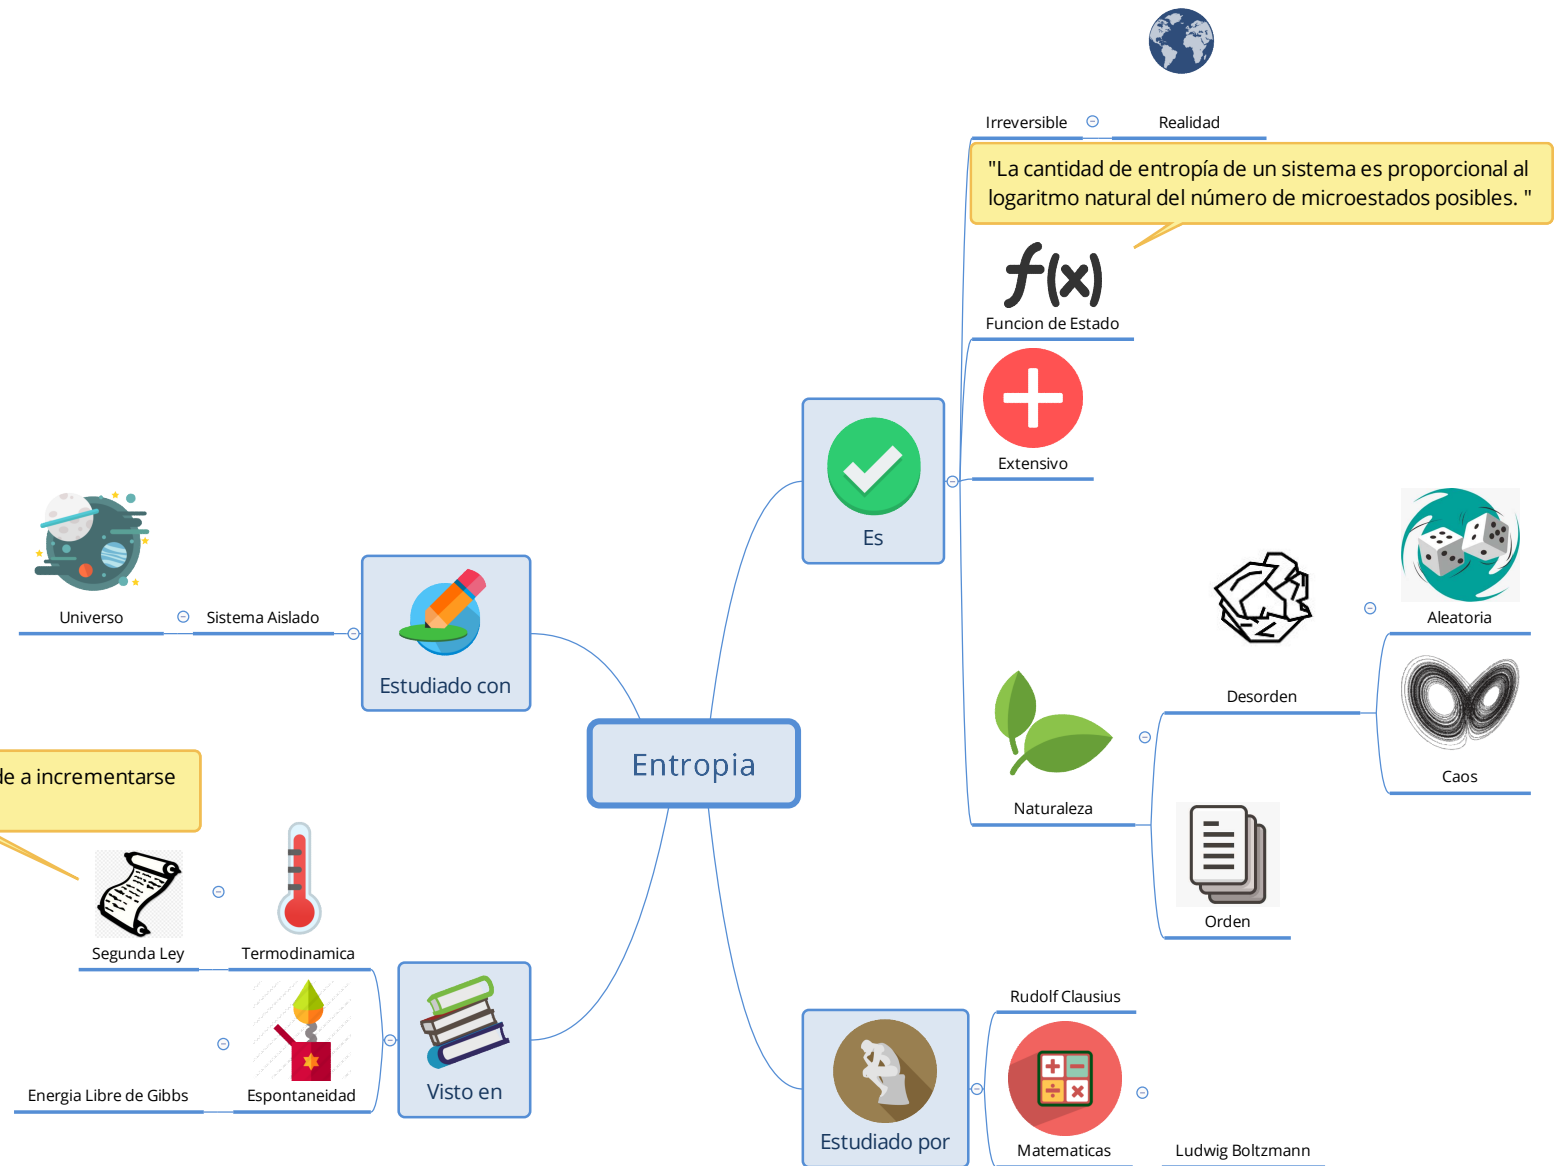 Irreversible
Realidad
"La cantidad de entropía de un sistema es proporcional al
logaritmo natural del número de microestados posibles. "
f(x)
Funcion de Estado
Extensivo
Es
Universo
Sistema Aislado
Estudiado con
Aleatoria
Desorden
Caos
Naturaleza
Orden
Entropia
a incrementarse
Segunda Ley
Termodinamica
Energia Libre de Gibbs
Espontaneidad
Visto en
Rudolf Clausius
Estudiado por
Matematicas
Ludwig Boltzmann